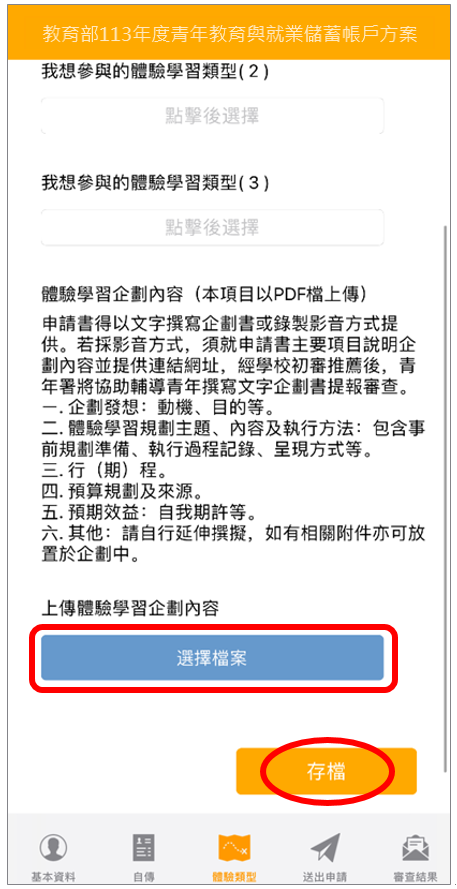 教育部113年度青年教育與就業儲蓄帳戶方案
我想參與的體驗學習類型(２)
點擊後選擇
我想參與的體驗學習類型(３)
點擊後選擇
體驗學習企劃內容（本項目以PDF檔上傳）
申請書得以文字撰寫企劃書或錄製影音方式提
供。若採影音方式，須就申請書主要項目說明企
劃內容並提供連結網址，經學校初審推薦後，青
年署將協助輔導青年撰寫文字企劃書提報審查。
一. 企劃發想：動機、目的等。
二. 體驗學習規劃主題、內容及執行方法：包含事
前規劃準備、執行過程記錄、呈現方式等。
三. 行（期）程。
四. 預算規劃及來源。
五. 預期效益：自我期許等。
六. 其他：請自行延伸撰擬，如有相關附件亦可放
置於企劃中。
上傳體驗學習企劃內容
選擇檔案
存檔
基本資料 自傳 體驗類型 送出申請 審查結果